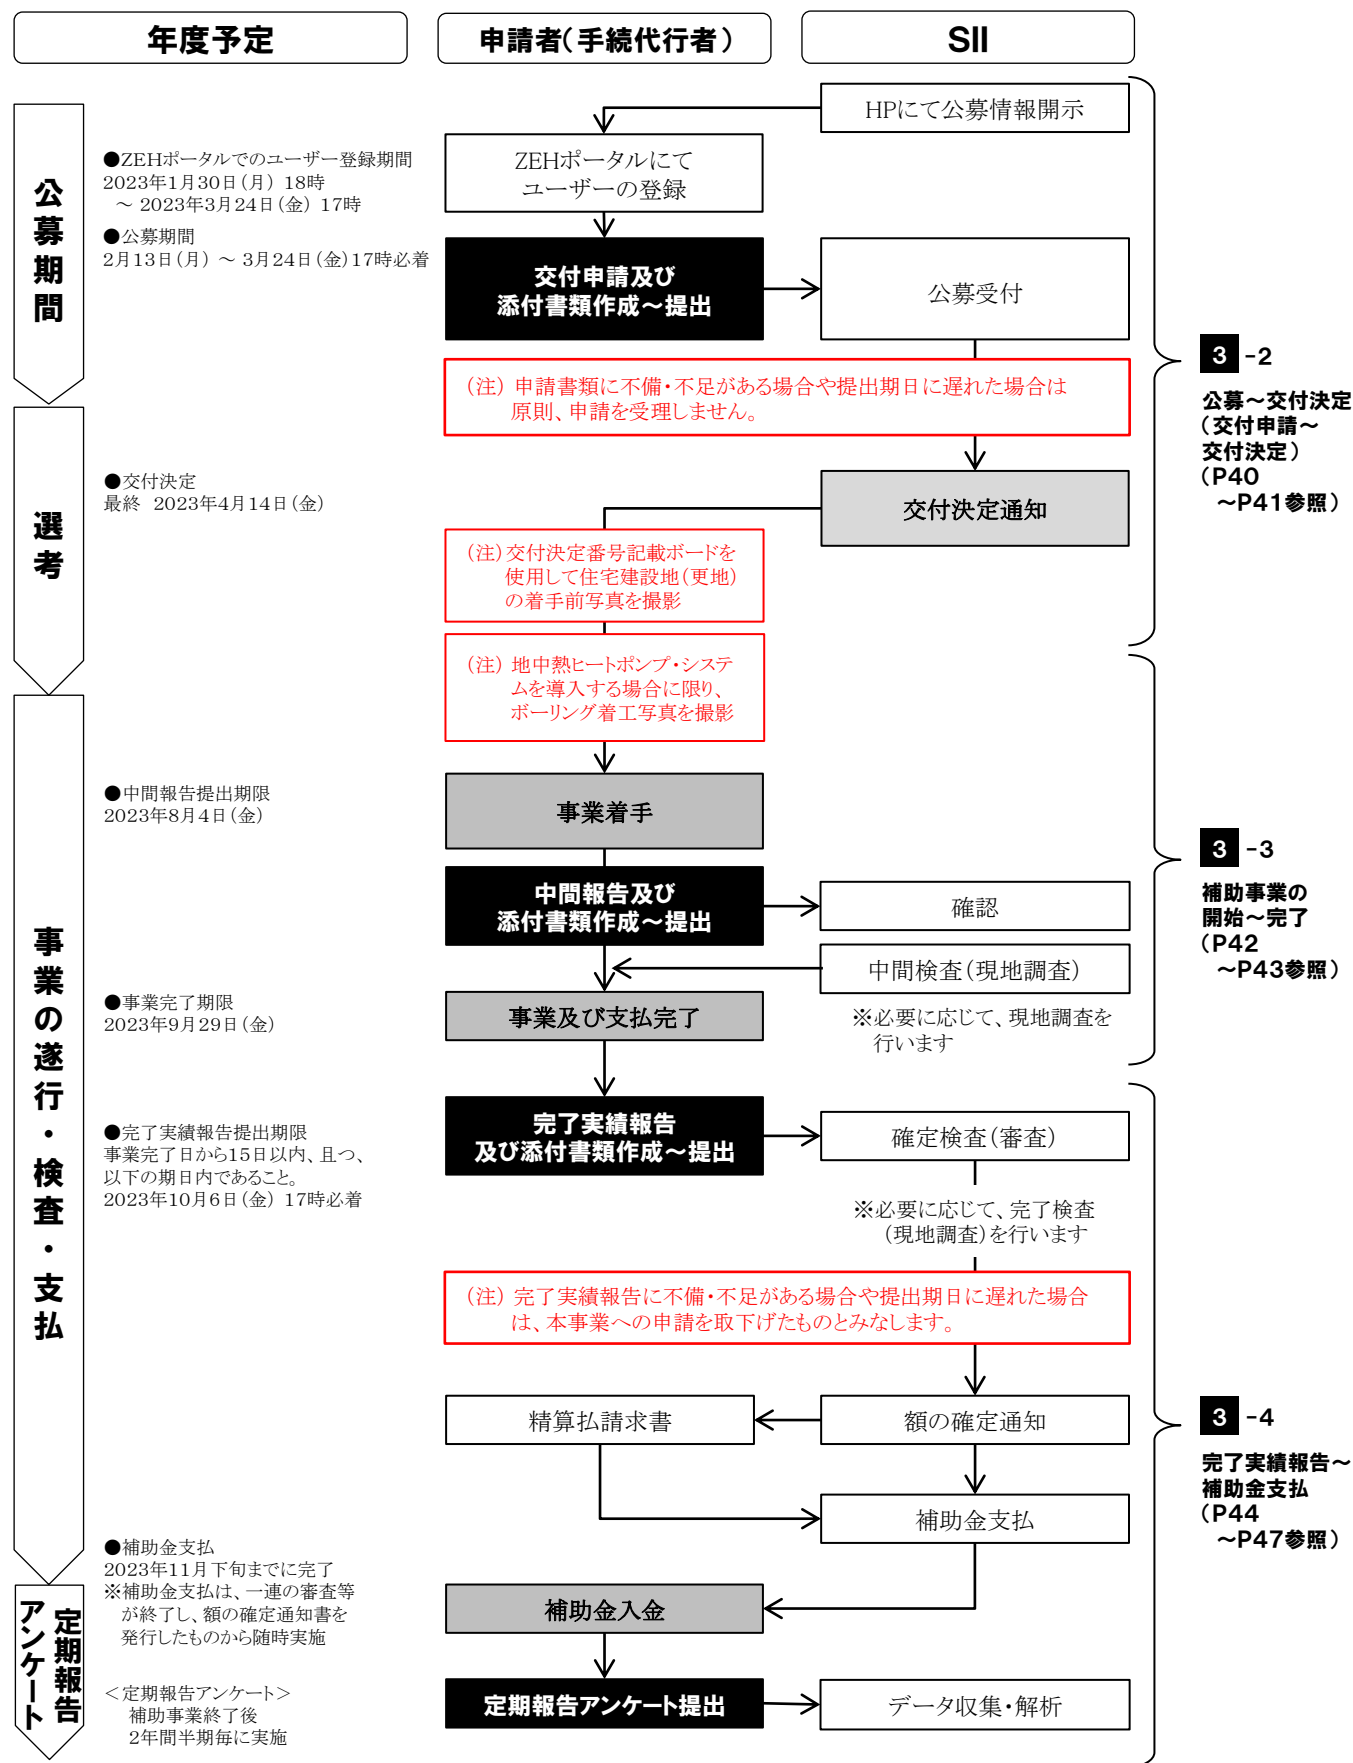 年度予定
申請者（手続代行者）
SII
公募期間
●ZEHポータルでのユーザー登録期間
2023年1月30日（月） 18時
～ 2023年3月24日（金） 17時
●公募期間
2月13日（月） ～ 3月24日（金）17時必着
HPにて公募情報開示
ZEHポータルにて
ユーザーの登録
交付申請及び
添付書類作成～提出
公募受付
（注） 申請書類に不備・不足がある場合や提出期日に遅れた場合は
原則、申請を受理しません。
3 -2
公募～交付決定
（交付申請～
交付決定）
（P40
～P41参照）
選考
●交付決定
最終 2023年4月14日（金）
交付決定通知
（注）交付決定番号記載ボードを
使用して住宅建設地（更地）
の着手前写真を撮影
（注） 地中熱ヒートポンプ・システ
ムを導入する場合に限り、
ボーリング着工写真を撮影
事業の遂行・検査・支払
●中間報告提出期限
2023年8月4日（金）
事業着手
中間報告及び
添付書類作成～提出
確認
中間検査（現地調査）
●事業完了期限
2023年9月29日（金）
事業及び支払完了
※必要に応じて、現地調査を
行います
3 -3
補助事業の
開始～完了
（P42
～P43参照）
●完了実績報告提出期限
事業完了日から15日以内、且つ、
以下の期日内であること。
2023年10月6日（金） 17時必着
完了実績報告
及び添付書類作成～提出
確定検査（審査）
※必要に応じて、完了検査
（現地調査）を行います
（注） 完了実績報告に不備・不足がある場合や提出期日に遅れた場合
は、本事業への申請を取下げたものとみなします。
精算払請求書
額の確定通知
補助金支払
3 -4
完了実績報告～
補助金支払
（P44
～P47参照）
●補助金支払
2023年11月下旬までに完了
※補助金支払は、一連の審査等
が終了し、額の確定通知書を
発行したものから随時実施
補助金入金
定期報告
アンケート
＜定期報告アンケート＞
補助事業終了後
2年間半期毎に実施
定期報告アンケート提出
データ収集・解析